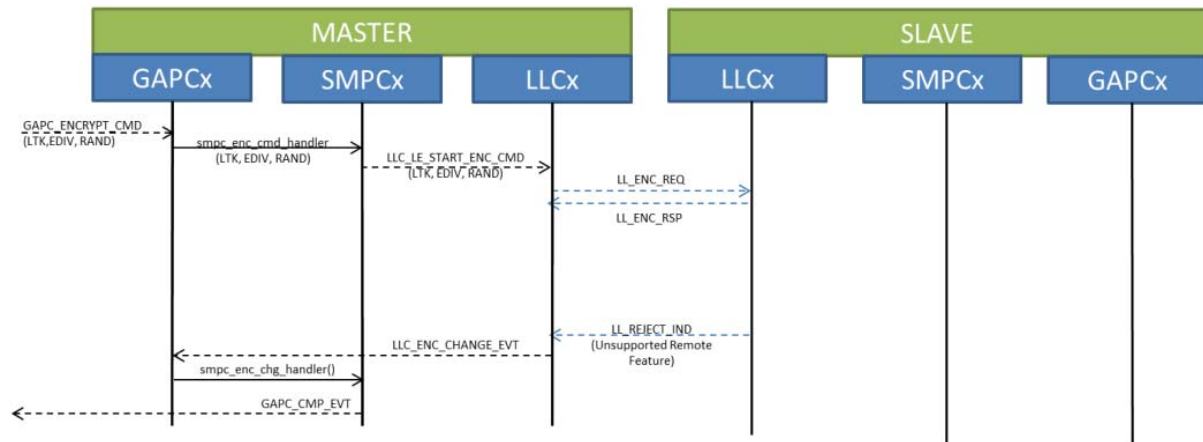 MASTER
SLAVE
GAPCx
SMPCx
LLCx
LLCx
SMPCx
GAPCx
GAPC_ENCRYPT_CMD
(LTK,EDIV, RAND)
smpc_enc_cmd_handler
(LTK, EDIV, RAND)
LLC_LE_START_ENC_CMD
(LTK, EDIV, RAND)
LL_ENC_REQ
LL_ENC_RSP
LL_REJECT_IND
(Unsupported Remote
Feature)
LLC_ENC_CHANGE_EVT
smpc_enc_chg_handler()
GAPC_CMP_EVT